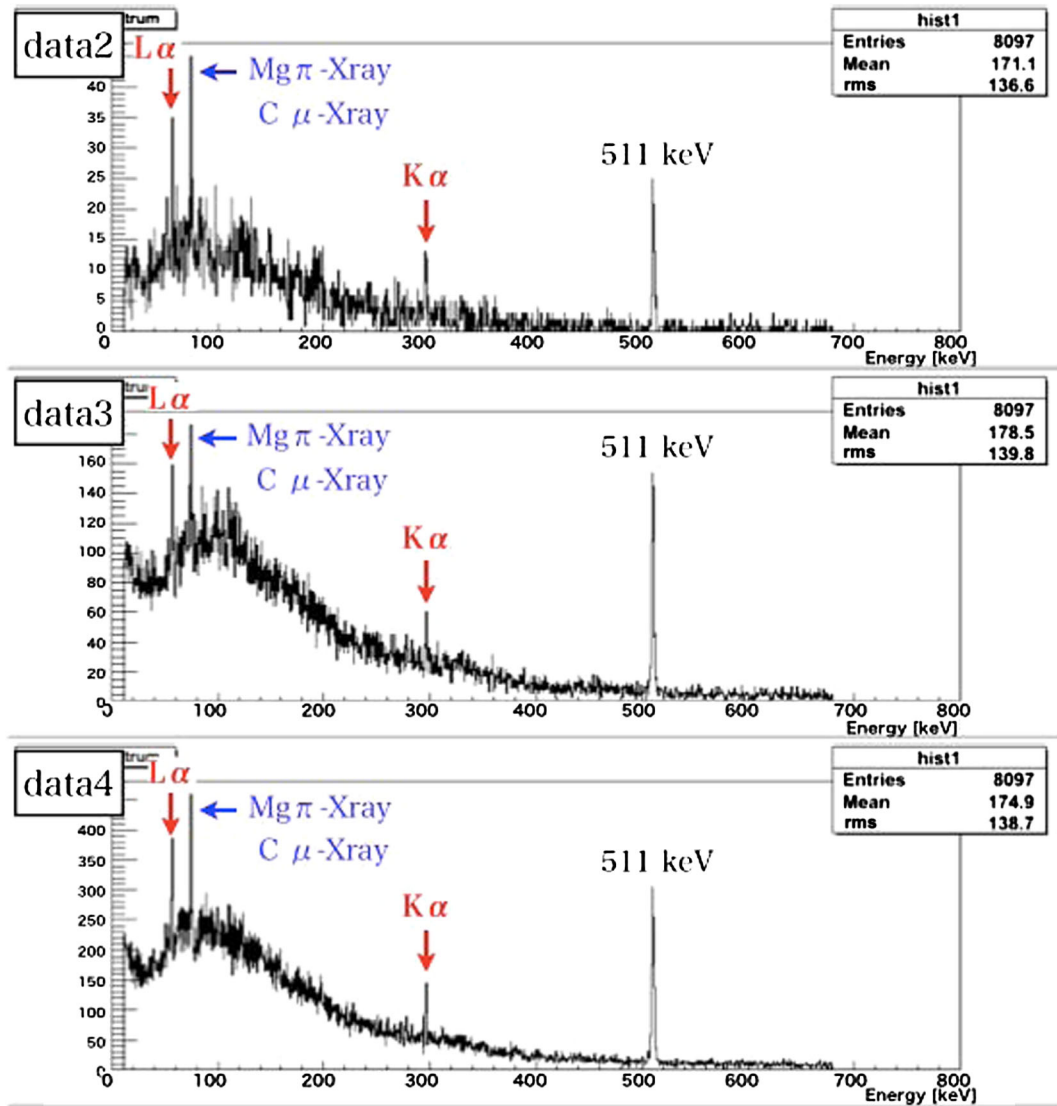 data2
trum
Lα
Mgπ-Xray
C μ-Xray
Kα
511 keV
hist1
Entries 8097
Mean 171.1
rms 136.6
40
35
30
25
20
15
10
5
0
0 100 200 300 400 500 600 700 800
Energy [keV]
data3
trum
Lα
Mgπ-Xray
C μ-Xray
Kα
511 keV
hist1
Entries 8097
Mean 178.5
rms 139.8
160
140
120
100
80
60
40
20
0
0 100 200 300 400 500 600 700 800
Energy [keV]
data4
trum
Lα
Mgπ-Xray
C μ-Xray
Kα
511 keV
hist1
Entries 8097
Mean 174.9
rms 138.7
400
350
300
250
200
150
100
50
0
0 100 200 300 400 500 600 700 800
Energy [keV]